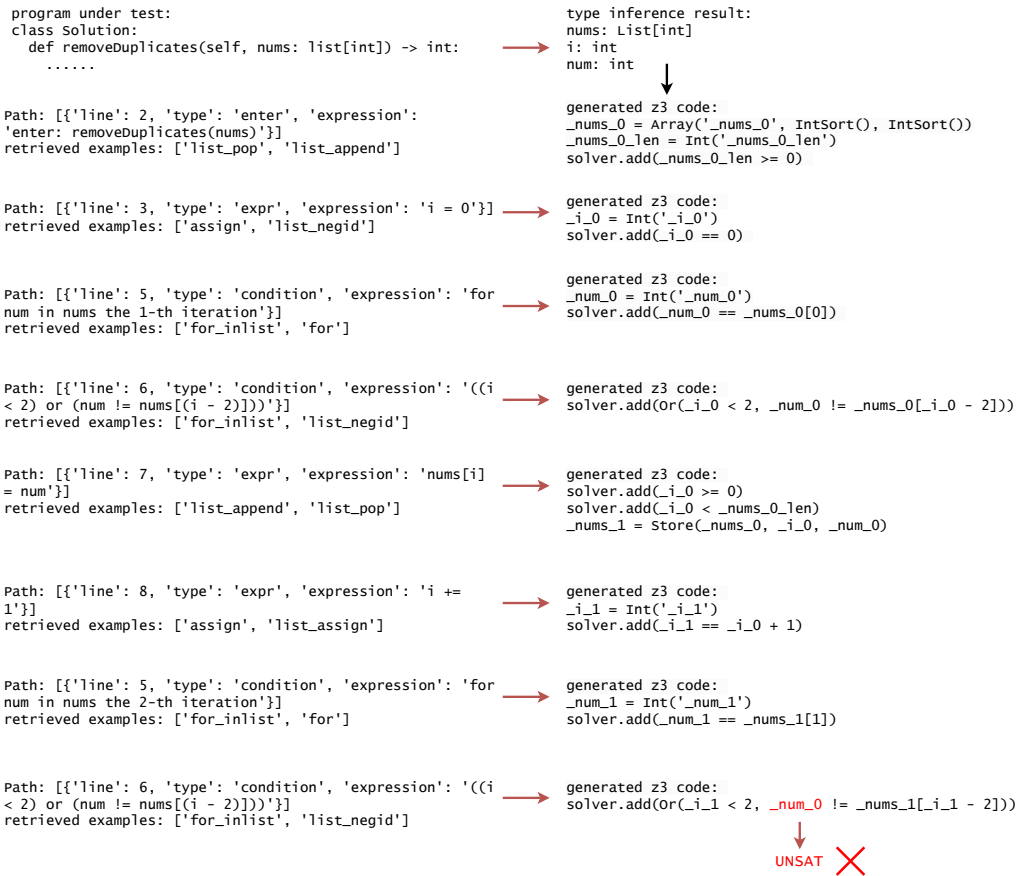 program under test:
class Solution:
def removeDuplicates(self, nums: list[int]) -> int:
......
type inference result:
nums: List[int]
i: int
num: int
Path: [{'line': 2, 'type': 'enter', 'expression':
'enter: removeDuplicates(nums)'}]
retrieved examples: ['list_pop', 'list_append']
generated z3 code:
_nums_0 = Array('_nums_0', IntSort(), IntSort())
_nums_0_len = Int('_nums_0_len')
solver.add(_nums_0_len >= 0)
Path: [{'line': 3, 'type': 'expr', 'expression': 'i = 0'}]
retrieved examples: ['assign', 'list_negid']
generated z3 code:
_i_0 = Int('_i_0')
solver.add(_i_0 == 0)
Path: [{'line': 5, 'type': 'condition', 'expression': 'for
num in nums the 1-th iteration'}]
retrieved examples: ['for_inlist', 'for']
generated z3 code:
_num_0 = Int('_num_0')
solver.add(_num_0 == _nums_0[0])
Path: [{'line': 6, 'type': 'condition', 'expression': '((i
< 2) or (num != nums[(i - 2)]))'}]
retrieved examples: ['for_inlist', 'list_negid']
generated z3 code:
solver.add(Or(_i_0 < 2, _num_0 != _nums_0[_i_0 - 2]))
Path: [{'line': 7, 'type': 'expr', 'expression': 'nums[i]
= num'}]
retrieved examples: ['list_append', 'list_pop']
generated z3 code:
solver.add(_i_0 >= 0)
solver.add(_i_0 < _nums_0_len)
_nums_1 = Store(_nums_0, _i_0, _num_0)
Path: [{'line': 8, 'type': 'expr', 'expression': 'i +=
1'}]
retrieved examples: ['assign', 'list_assign']
generated z3 code:
_i_1 = Int('_i_1')
solver.add(_i_1 == _i_0 + 1)
Path: [{'line': 5, 'type': 'condition', 'expression': 'for
num in nums the 2-th iteration'}]
retrieved examples: ['for_inlist', 'for']
generated z3 code:
_num_1 = Int('_num_1')
solver.add(_num_1 == _nums_1[1])
Path: [{'line': 6, 'type': 'condition', 'expression': '((i
< 2) or (num != nums[(i - 2)]))'}]
retrieved examples: ['for_inlist', 'list_negid']
generated z3 code:
solver.add(Or(_i_1 < 2, _num_0 != _nums_1[_i_1 - 2]))
UNSAT